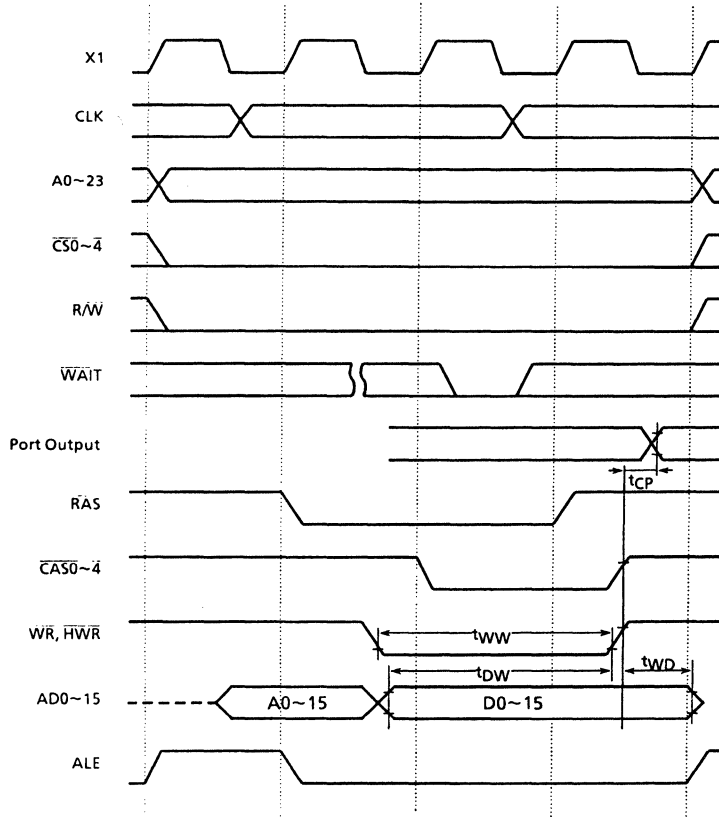 X1
CLK
A0~23
CS0~4
R/W
WAIT
Port Output
tCP
RAS
CAS0~4
WR, HWR
tWW
tWD
tDW
AD0~15
A0~15
D0~15
ALE